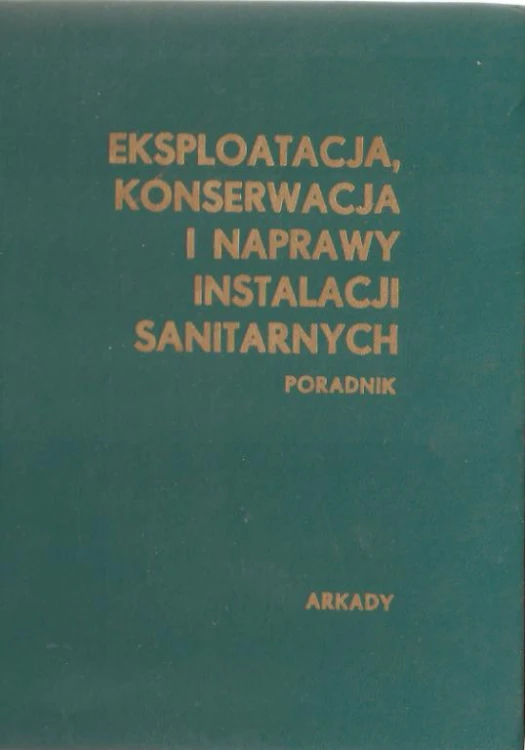 EKSPLOATACJA,
KONSERWACJA
I NAPRAWY
INSTALACJI
SANITARNYCH
PORADNIK
ARKADY